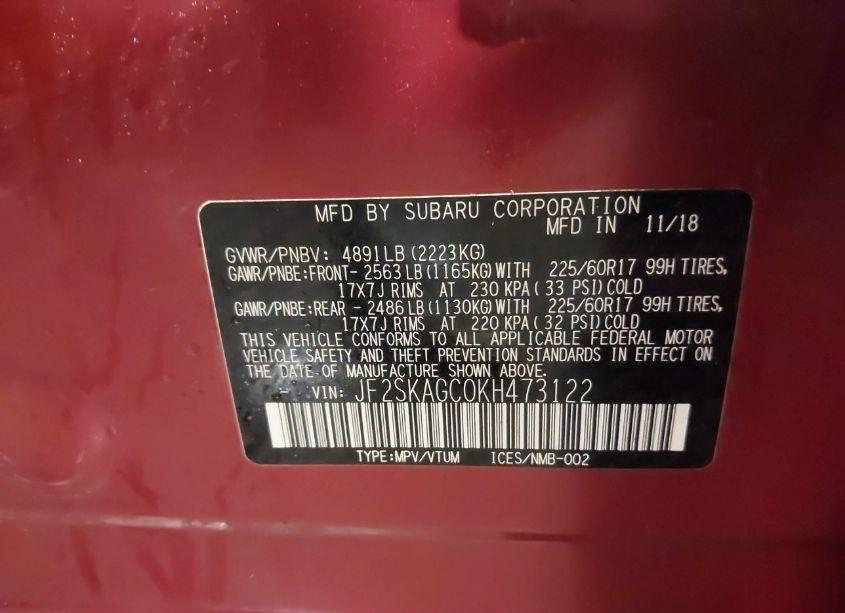 MFD BY SUBARU CORPORATION
MFD IN 11/18
GVWR/PNBV: 4891LB (2223KG)
GAWR/PNBE:FRONT- 2563LB (1165KG) WITH 225/60R17 99H TIRES,
17X7J RIMS AT 230 KPA ( 33 PSI) COLD
GAWR/PNBE:REAR - 2486LB (1130KG) WITH 225/60R17 99H TIRES,
17X7J RIMS AT 220 KPA ( 32 PSI) COLD
THIS VEHICLE CONFORMS TO ALL APPLICABLE FEDERAL MOTOR
VEHICLE SAFETY AND THEFT PREVENTION STANDARDS IN EFFECT ON
THE DATE OF MANUFACTURE SHOWN ABOVE.
VIN: JF2SKAGC0KH473122
TYPE:MPV/VTUM ICES/NMB-002